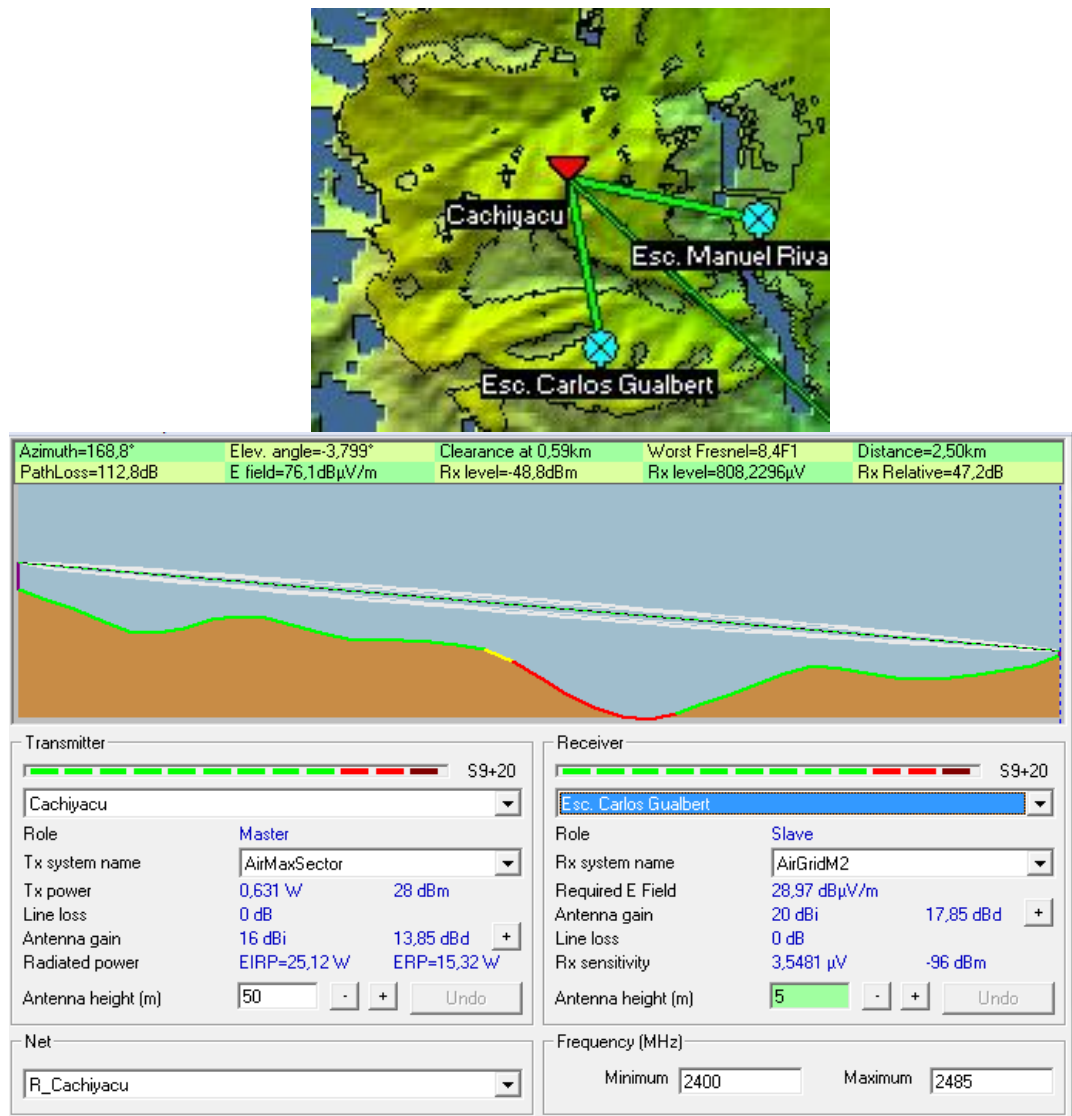 Cachiyacu
Esc. Manuel Riva
Esc. Carlos Gualbert
Azimuth=168,8° Elev. angle=-3,799° Clearance at 0,59km Worst Fresnel=8,4F1 Distance=2,50km
PathLoss=112,8dB E field=76,1dBµV/m Rx level=-48,8dBm Rx level=808,2296µV Rx Relative=47,2dB
Transmitter Receiver
S9+20 S9+20
Cachiyacu Esc. Carlos Gualbert
Role Master Role Slave
Tx system name AirMaxSector Rx system name AirGridM2
Tx power 0,631 W 28 dBm Required E Field 28,97 dBµV/m
Line loss 0 dB Antenna gain 20 dBi 17,85 dBd +
Antenna gain 16 dBi 13,85 dBd + Line loss 0 dB
Radiated power EIRP=25,12 W ERP=15,32 W Rx sensitivity 3,5481 µV -96 dBm
Antenna height (m) 50 - + Undo Antenna height (m) 5 - + Undo
Net Frequency (MHz)
R_Cachiyacu Minimum 2400 Maximum 2485